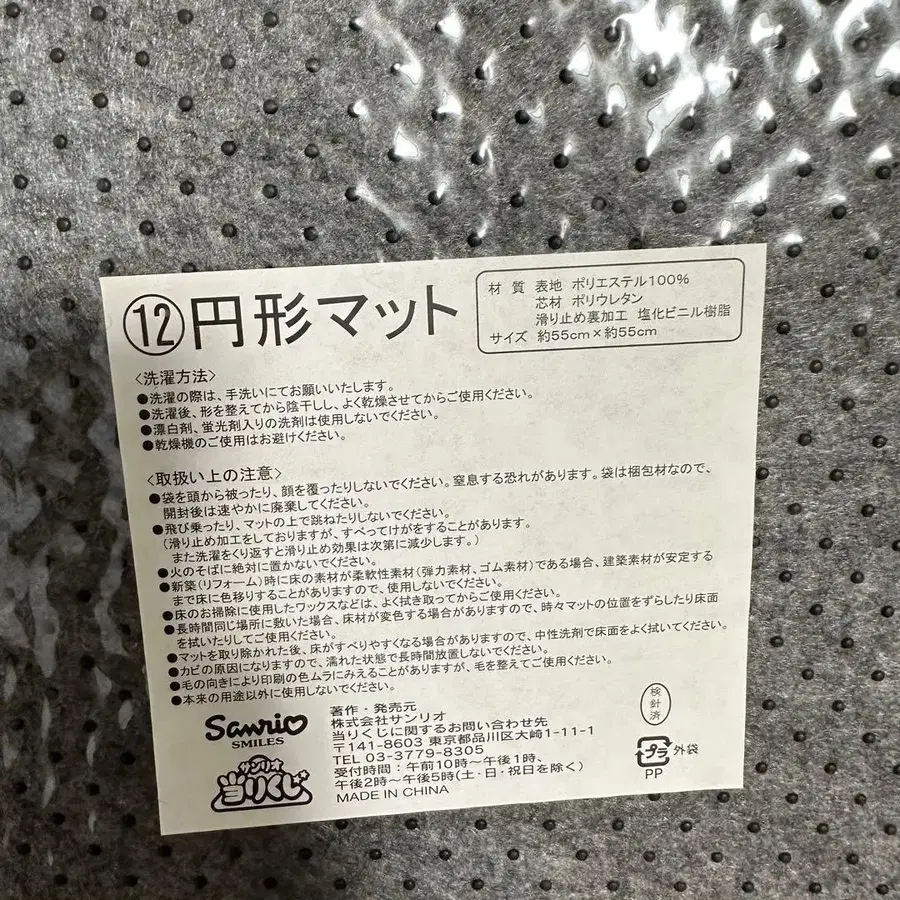 ⑫円形マット
材 質 表地 ポリエステル100%
芯材 ポリウレタン
滑り止め裏加工 塩化ビニル樹脂
サイズ 約55cm×約55cm
〈洗濯方法〉
●洗濯の際は、手洗いにてお願いいたします。
●洗濯後、形を整えてから陰干しし、よく乾燥させてからご使用ください。
●漂白剤、蛍光剤入りの洗剤は使用しないでください。
●乾燥機のご使用はお避けください。
〈取扱い上の注意〉
●袋を頭から被ったり、顔を覆ったりしないでください。窒息する恐れがあります。袋は梱包材なので、
開封後は速やかに廃棄してください。
●飛び乗ったり、マットの上で跳ねたりしないでください。
(滑り止め加工をしておりますが、すべってけがをすることがあります。
また洗濯をくり返すと滑り止め効果は次第に減少します。)
●火のそばに絶対に置かないでください。
●新築(リフォーム)時に床の素材が柔軟性素材(弾力素材、ゴム素材)である場合、建築素材が安定する
まで床に色移りすることがありますので、使用しないでください。
●床のお掃除に使用したワックスなどは、よく拭き取ってからご使用ください。
●長時間同じ場所に敷いた場合、床材が変色する場合がありますので、時々マットの位置をずらしたり床面
を拭いたりしてご使用ください。
●マットを取り除かれた後、床がすべりやすくなる場合がありますので、中性洗剤で床面をよく拭いてください。
●カビの原因になりますので、濡れた状態で長時間放置しないでください。
●毛の向きにより印刷の色ムラにみえることがありますが、毛を整えてご使用ください。
●本来の用途以外に使用しないでください。
Sanrio
SMILES
サンリオ
当りくじ
著作・発売元
株式会社サンリオ
当りくじに関するお問い合わせ先
〒141-8603 東京都品川区大崎1-11-1
TEL 03-3779-8305
受付時間：午前10時～午後1時、
午後2時～午後5時(土・日・祝日を除く)
MADE IN CHINA
検
針
済
プラ 外袋
PP